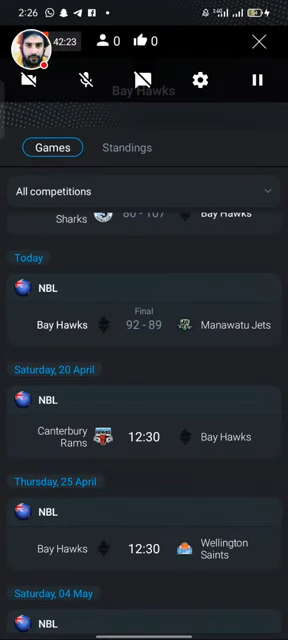 2:26
42:23
0
0
Bay Hawks
Games Standings
All competitions
Sharks 80 - 107 Bay Hawks
Today
NBL
Final
Bay Hawks 92 - 89 Manawatu Jets
Saturday, 20 April
NBL
Canterbury
Rams 12:30 Bay Hawks
Thursday, 25 April
NBL
Bay Hawks 12:30 Wellington
Saints
Saturday, 04 May
NBL